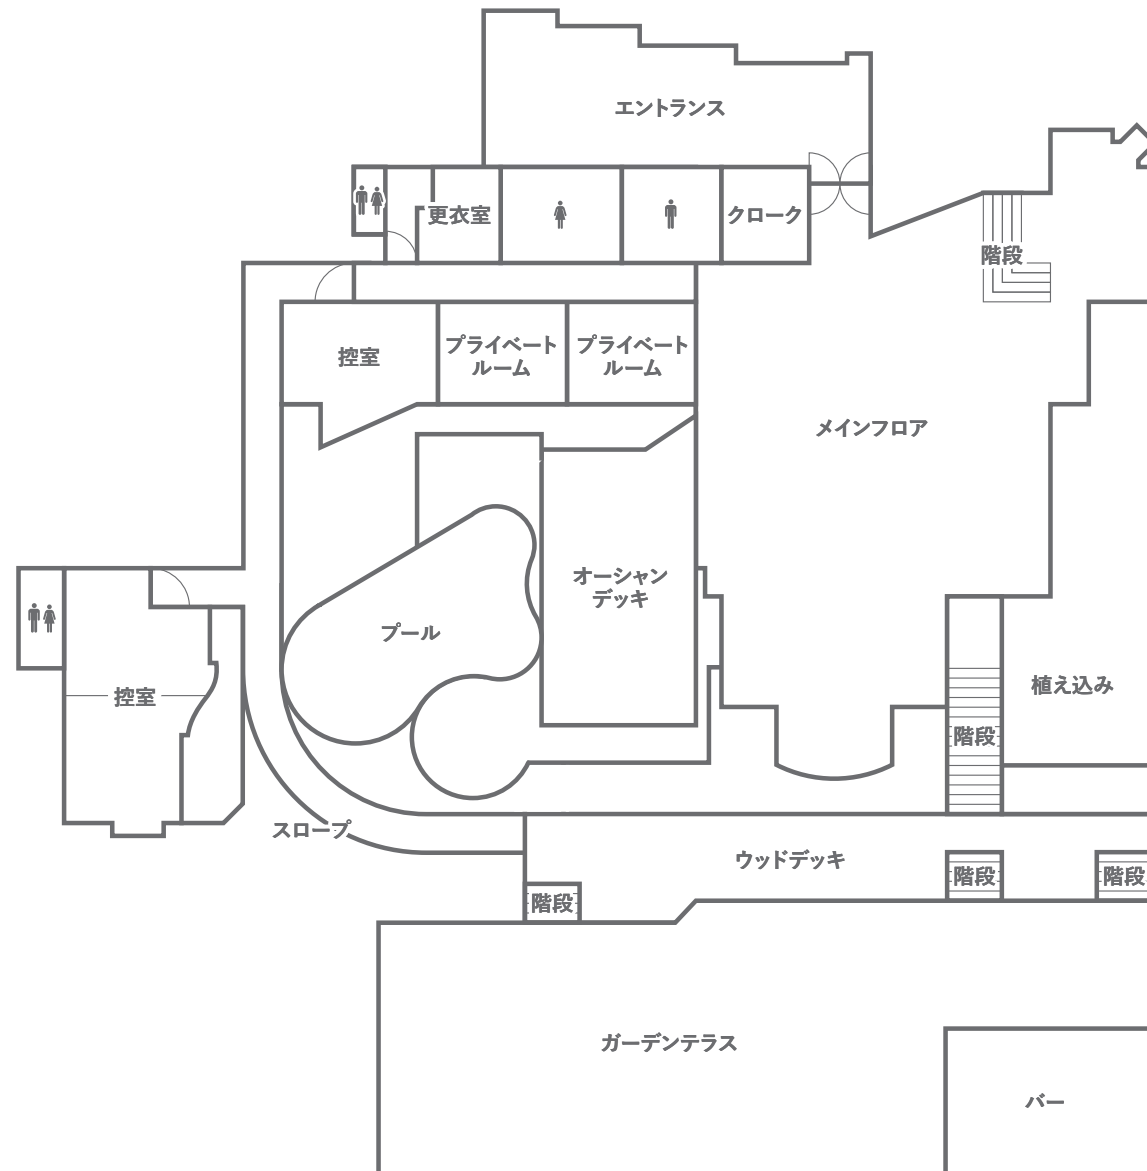 エントランス
更衣室
クローク
階段
控室
プライベート
ルーム
プライベート
ルーム
メインフロア
オーシャン
デッキ
プール
控室
植え込み
階段
スロープ
ウッドデッキ
階段
階段
階段
ガーデンテラス
バー